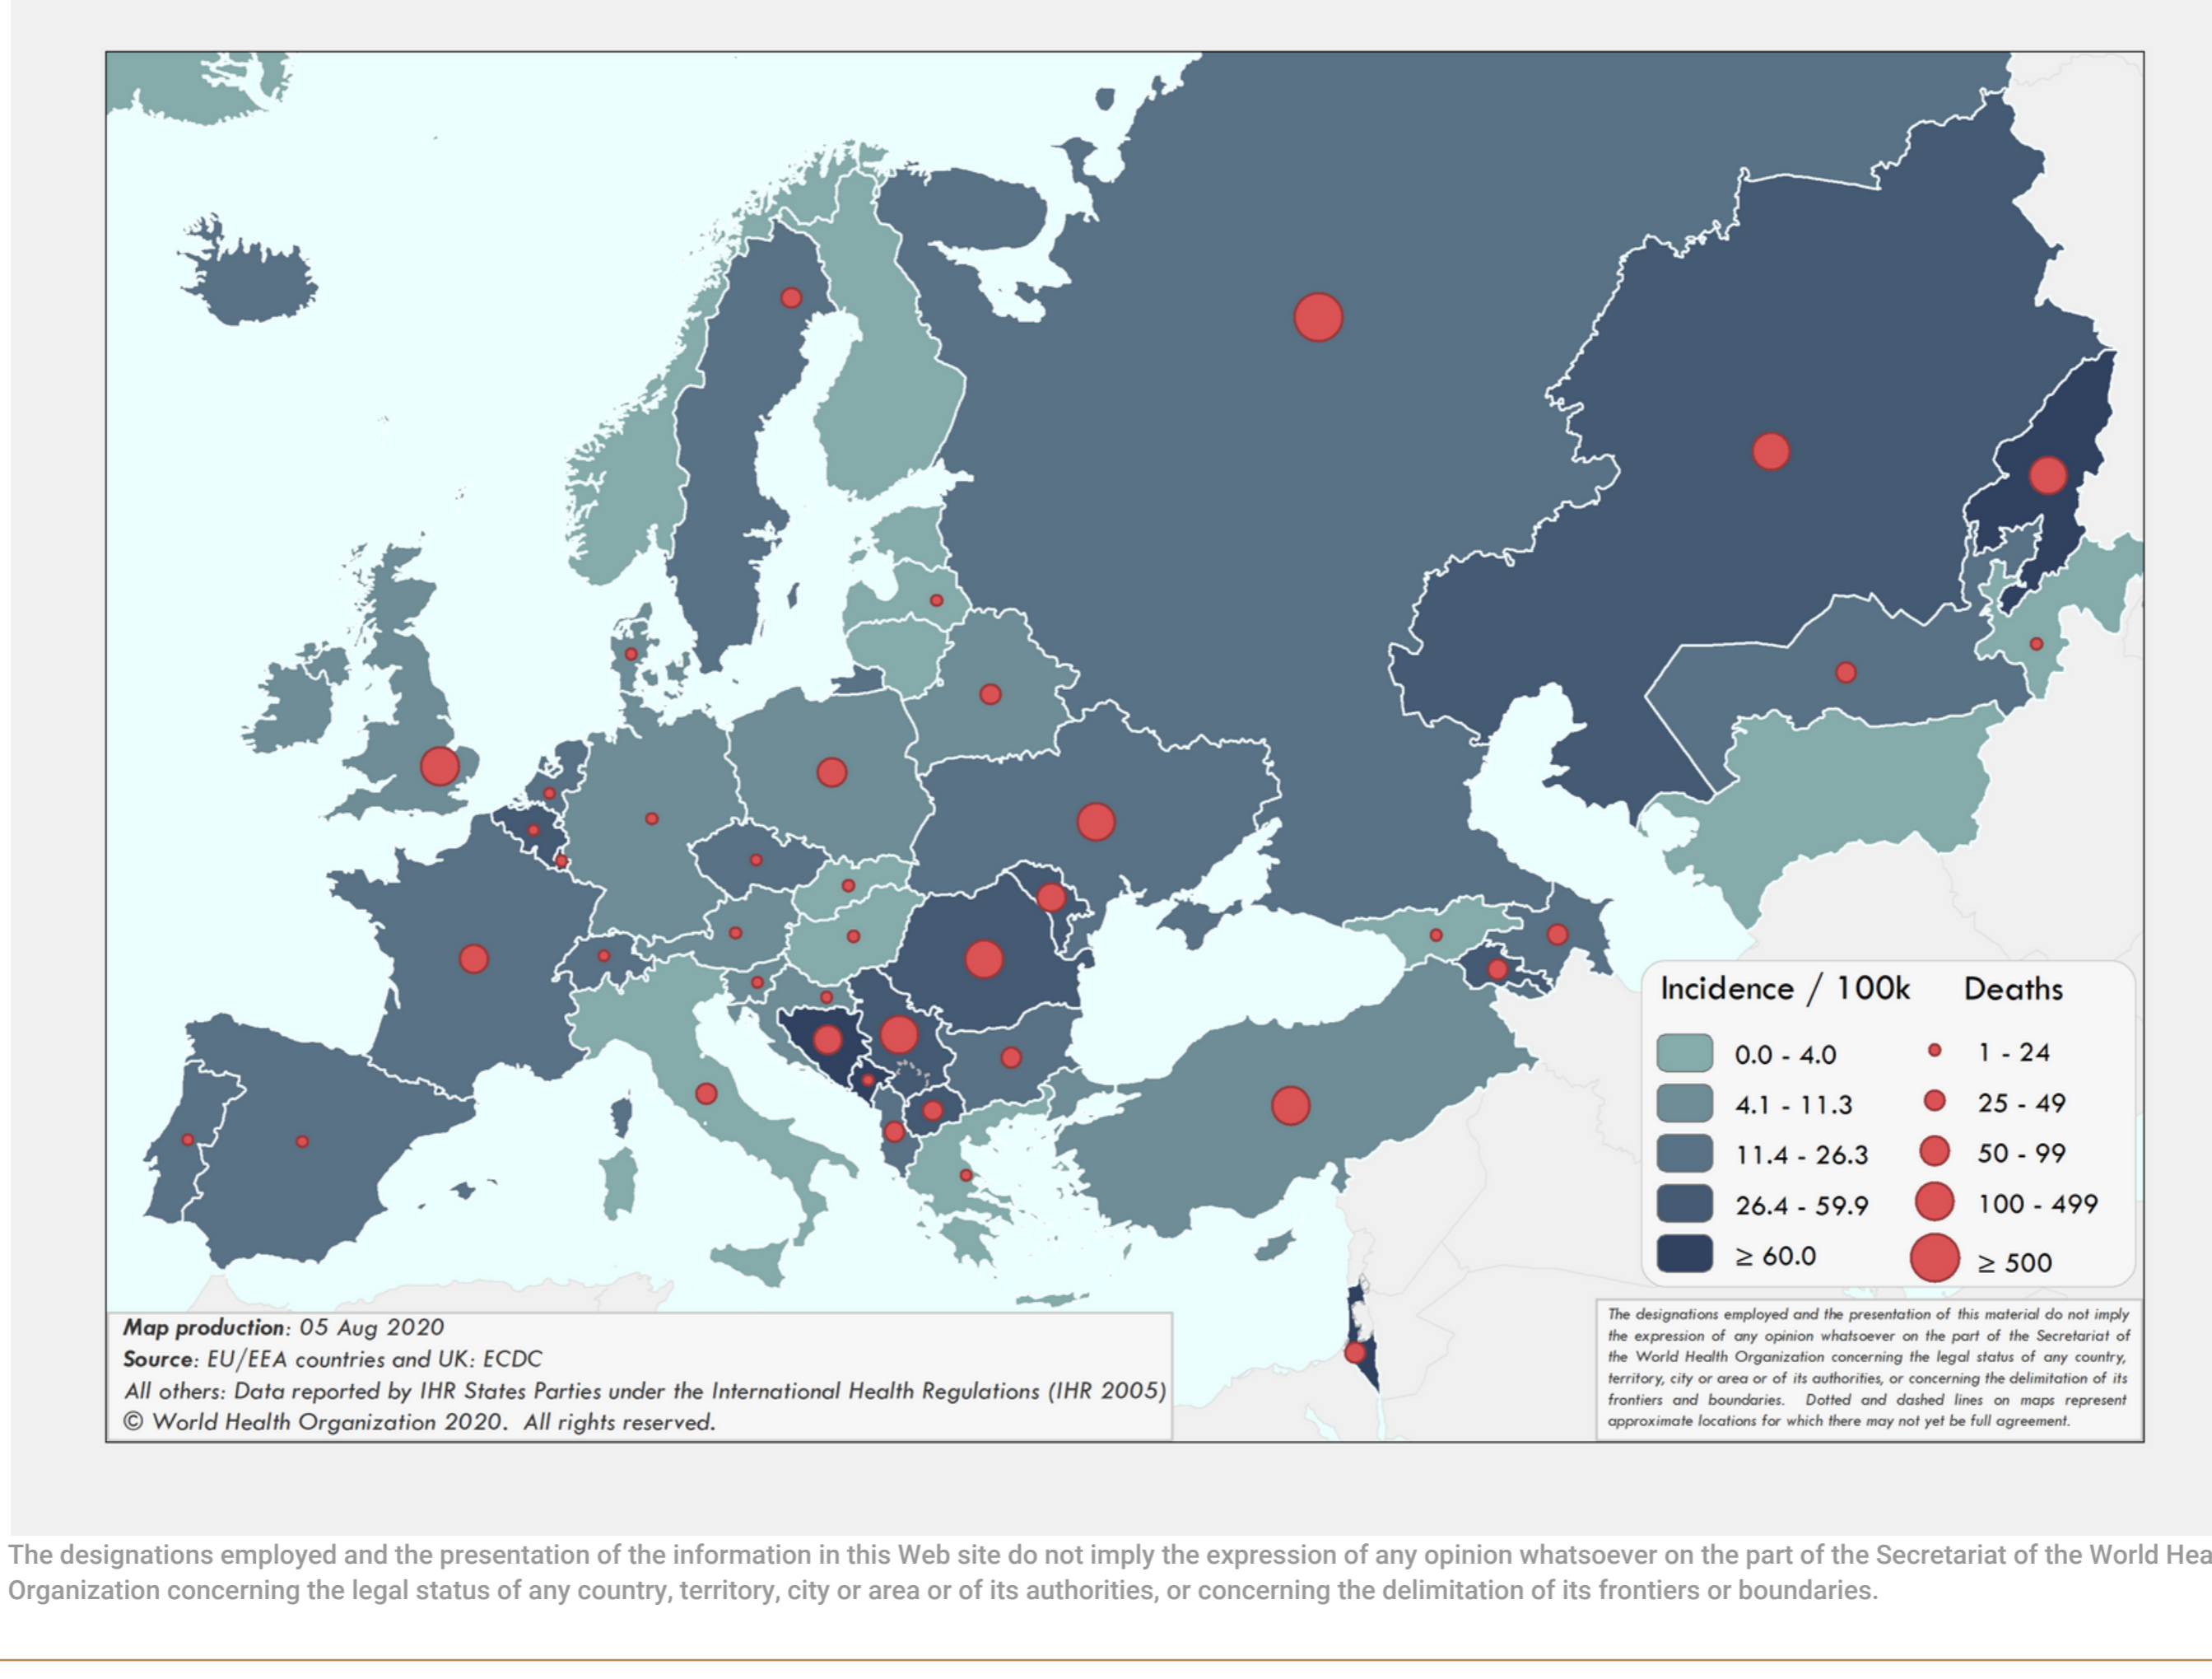 Incidence / 100k Deaths
0.0 - 4.0 1 - 24
4.1 - 11.3 25 - 49
11.4 - 26.3 50 - 99
26.4 - 59.9 100 - 499
≥ 60.0 ≥ 500
Map production: 05 Aug 2020
Source: EU/EEA countries and UK: ECDC
All others: Data reported by IHR States Parties under the International Health Regulations (IHR 2005)
© World Health Organization 2020. All rights reserved.
The designations employed and the presentation of this material do not imply
the expression of any opinion whatsoever on the part of the Secretariat of
the World Health Organization concerning the legal status of any country,
territory, city or area or of its authorities, or concerning the delimitation of its
frontiers and boundaries. Dotted and dashed lines on maps represent
approximate locations for which there may not yet be full agreement.
The designations employed and the presentation of the information in this Web site do not imply the expression of any opinion whatsoever on the part of the Secretariat of the World Hea
Organization concerning the legal status of any country, territory, city or area or of its authorities, or concerning the delimitation of its frontiers or boundaries.